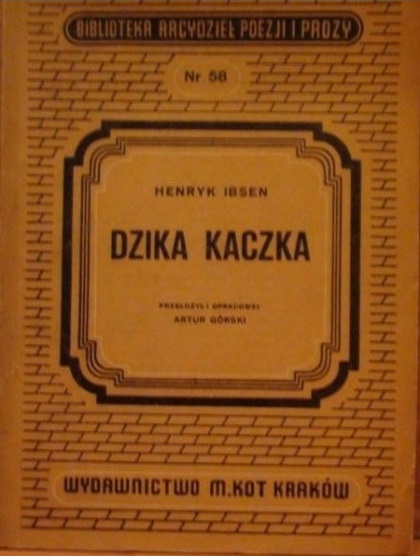 BIBLIOTEKA ARCYDZIEŁ POEZJI I PROZY
Nr 58
HENRYK IBSEN
DZIKA KACZKA
PRZEŁOŻYŁ I OPRACOWAŁ
ARTUR GÓRSKI
WYDAWNICTWO M.KOT KRAKÓW